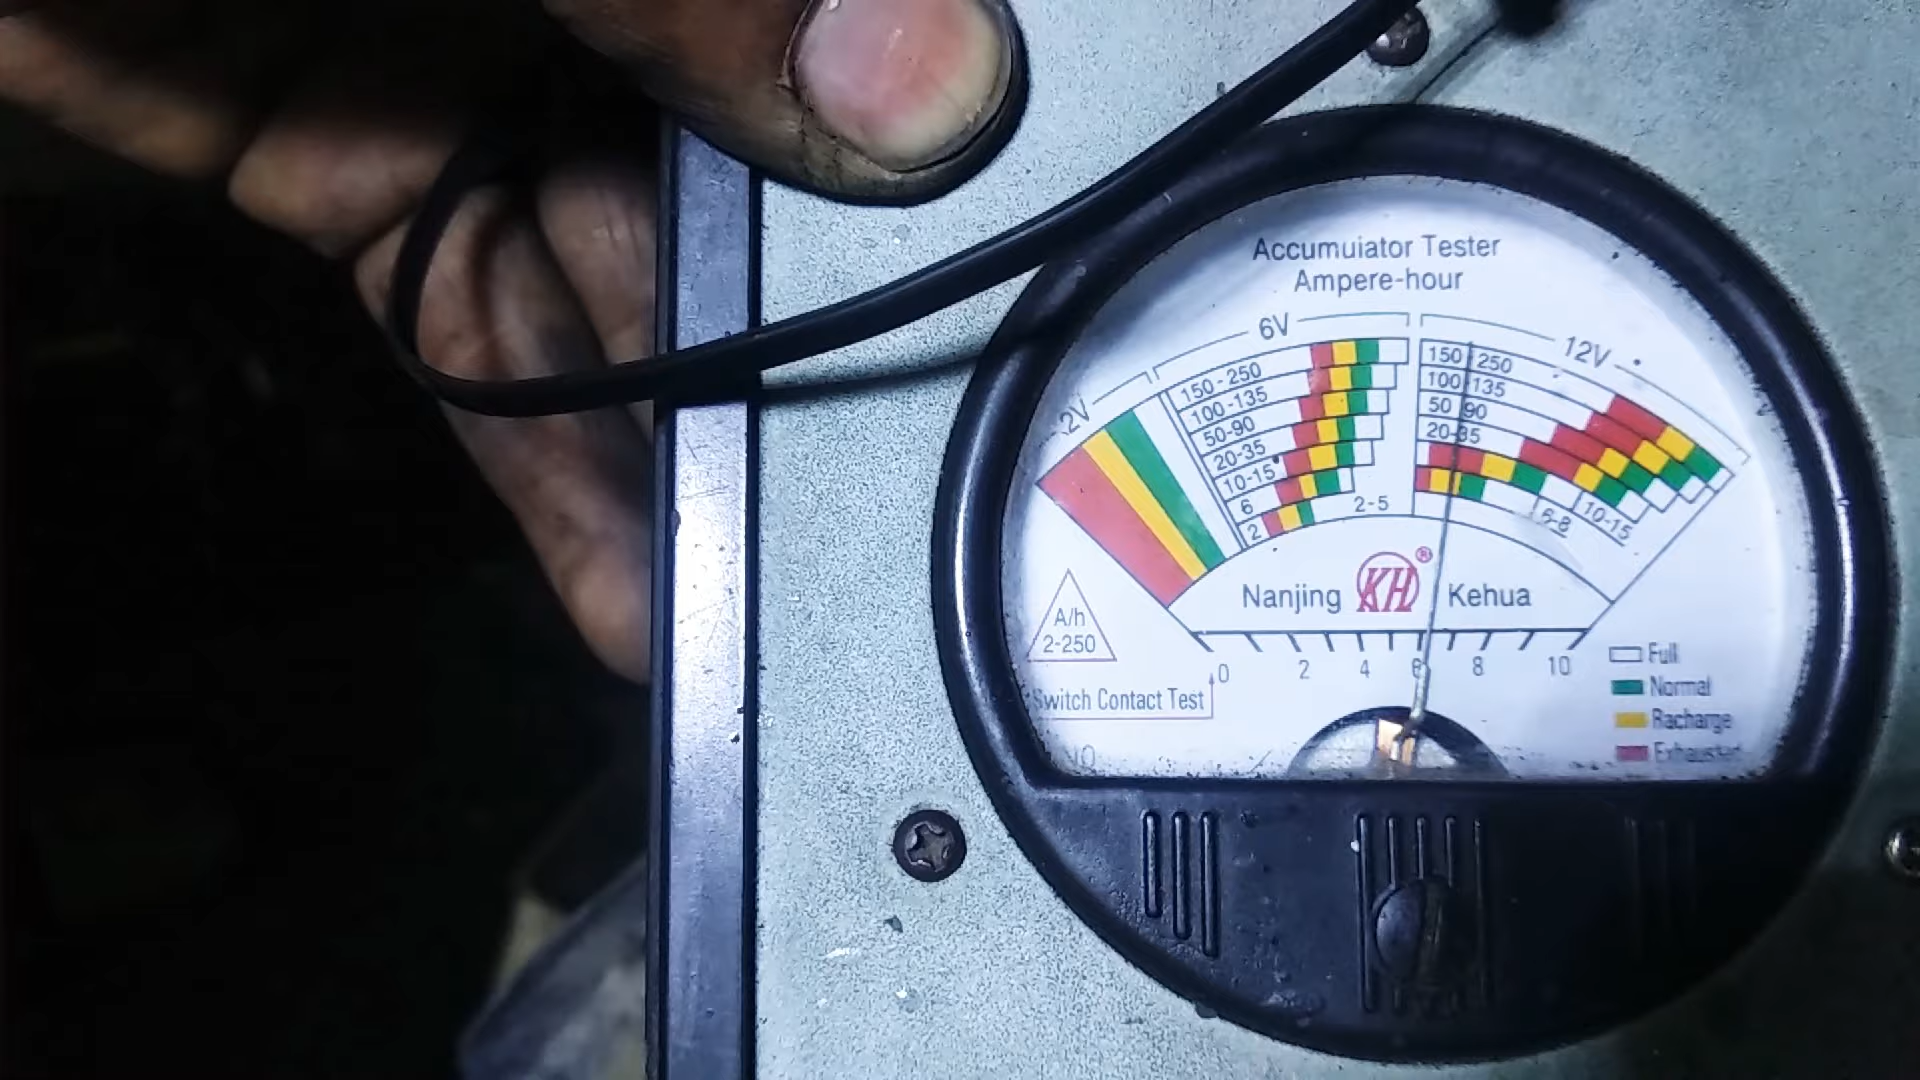 Accumuiator Tester
Ampere-hour
2V
6V
12V
150-250
100-135
50-90
20-35
10-15
6
2
2-5
150 250
100 135
50 90
20-35
6-8
10-15
Nanjing KH® Kehua
0 2 4 6 8 10
A/h
2-250
Switch Contact Test
Full
Normal
Racharge
Exhausted